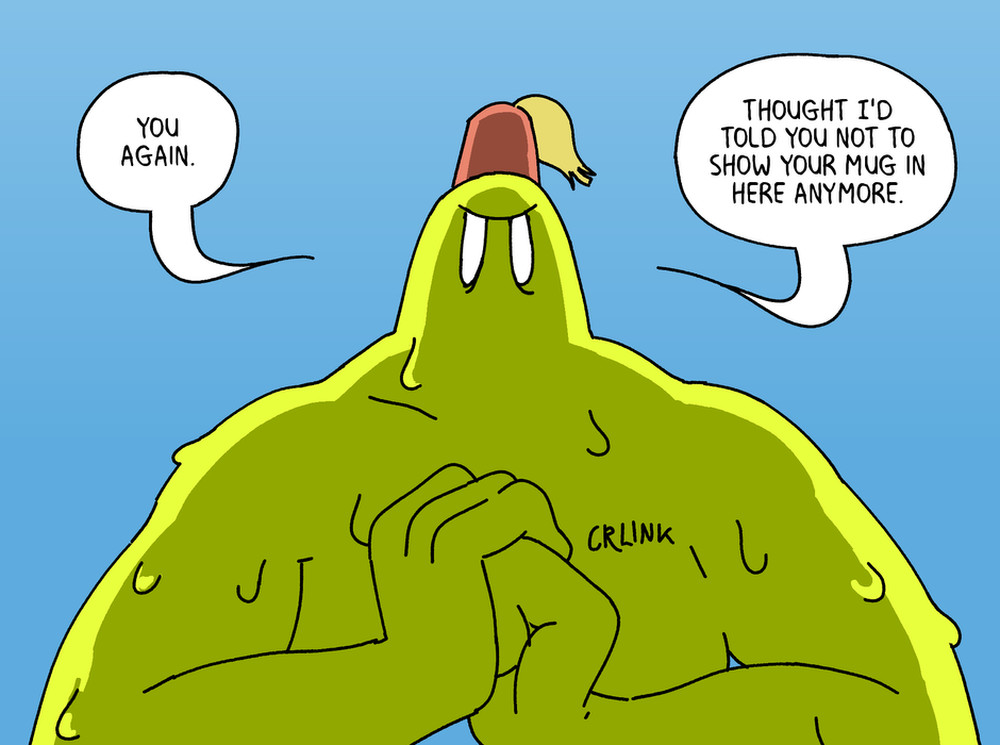 YOU
AGAIN.
THOUGHT I'D
TOLD YOU NOT TO
SHOW YOUR MUG IN
HERE ANYMORE.
CRLINK